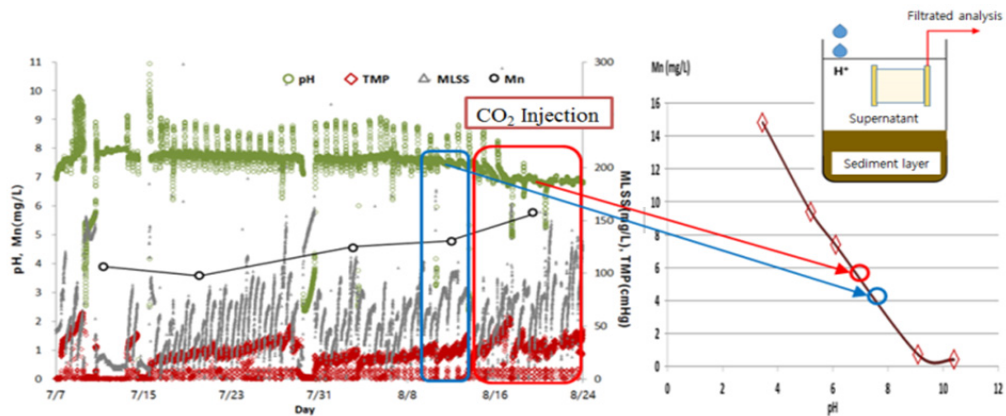 Filtrated analysis
11
10
9
8
7
6
5
4
3
2
1
0
pH, Mn(mg/L)
pH TMP MLSS Mn
CO2 Injection
300
250
200
150
100
50
0
MLSS(mg/L), TMP(cmHg)
7/7 7/15 7/23 7/31 8/8 8/16 8/24
Day
Mn (mg/L)
16
14
12
10
8
6
4
2
0
0 2 4 6 8 10 12
pH
H+
Supernatant
Sediment layer